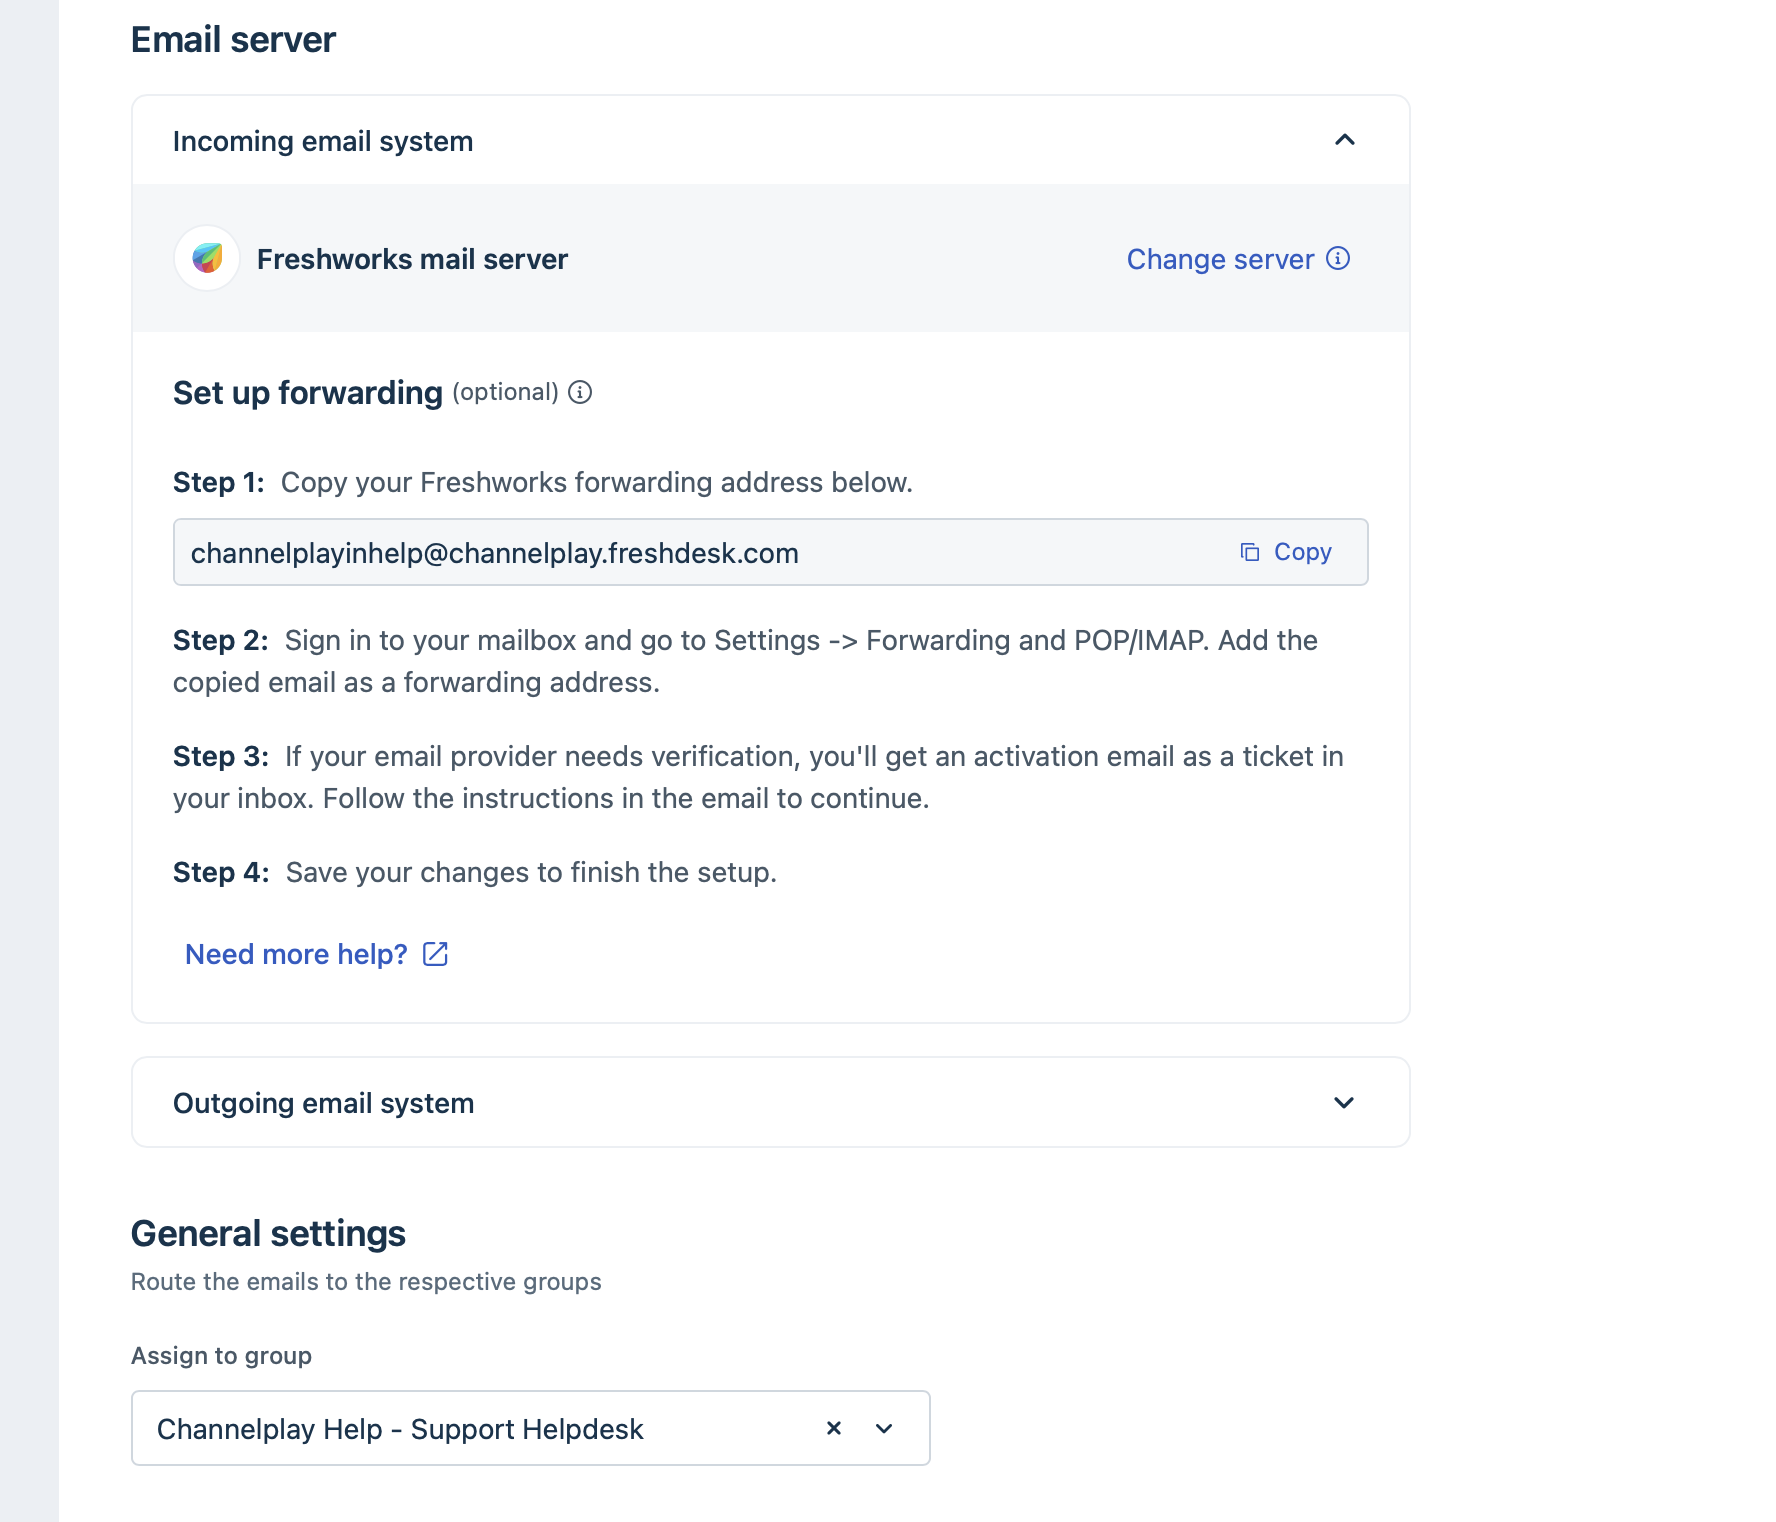 Email server
Incoming email system
Freshworks mail server
Change server
Set up forwarding (optional)
Step 1: Copy your Freshworks forwarding address below.
channelplayinhelp@channelplay.freshdesk.com
Copy
Step 2: Sign in to your mailbox and go to Settings -> Forwarding and POP/IMAP. Add the
copied email as a forwarding address.
Step 3: If your email provider needs verification, you'll get an activation email as a ticket in
your inbox. Follow the instructions in the email to continue.
Step 4: Save your changes to finish the setup.
Need more help?
Outgoing email system
General settings
Route the emails to the respective groups
Assign to group
Channelplay Help - Support Helpdesk